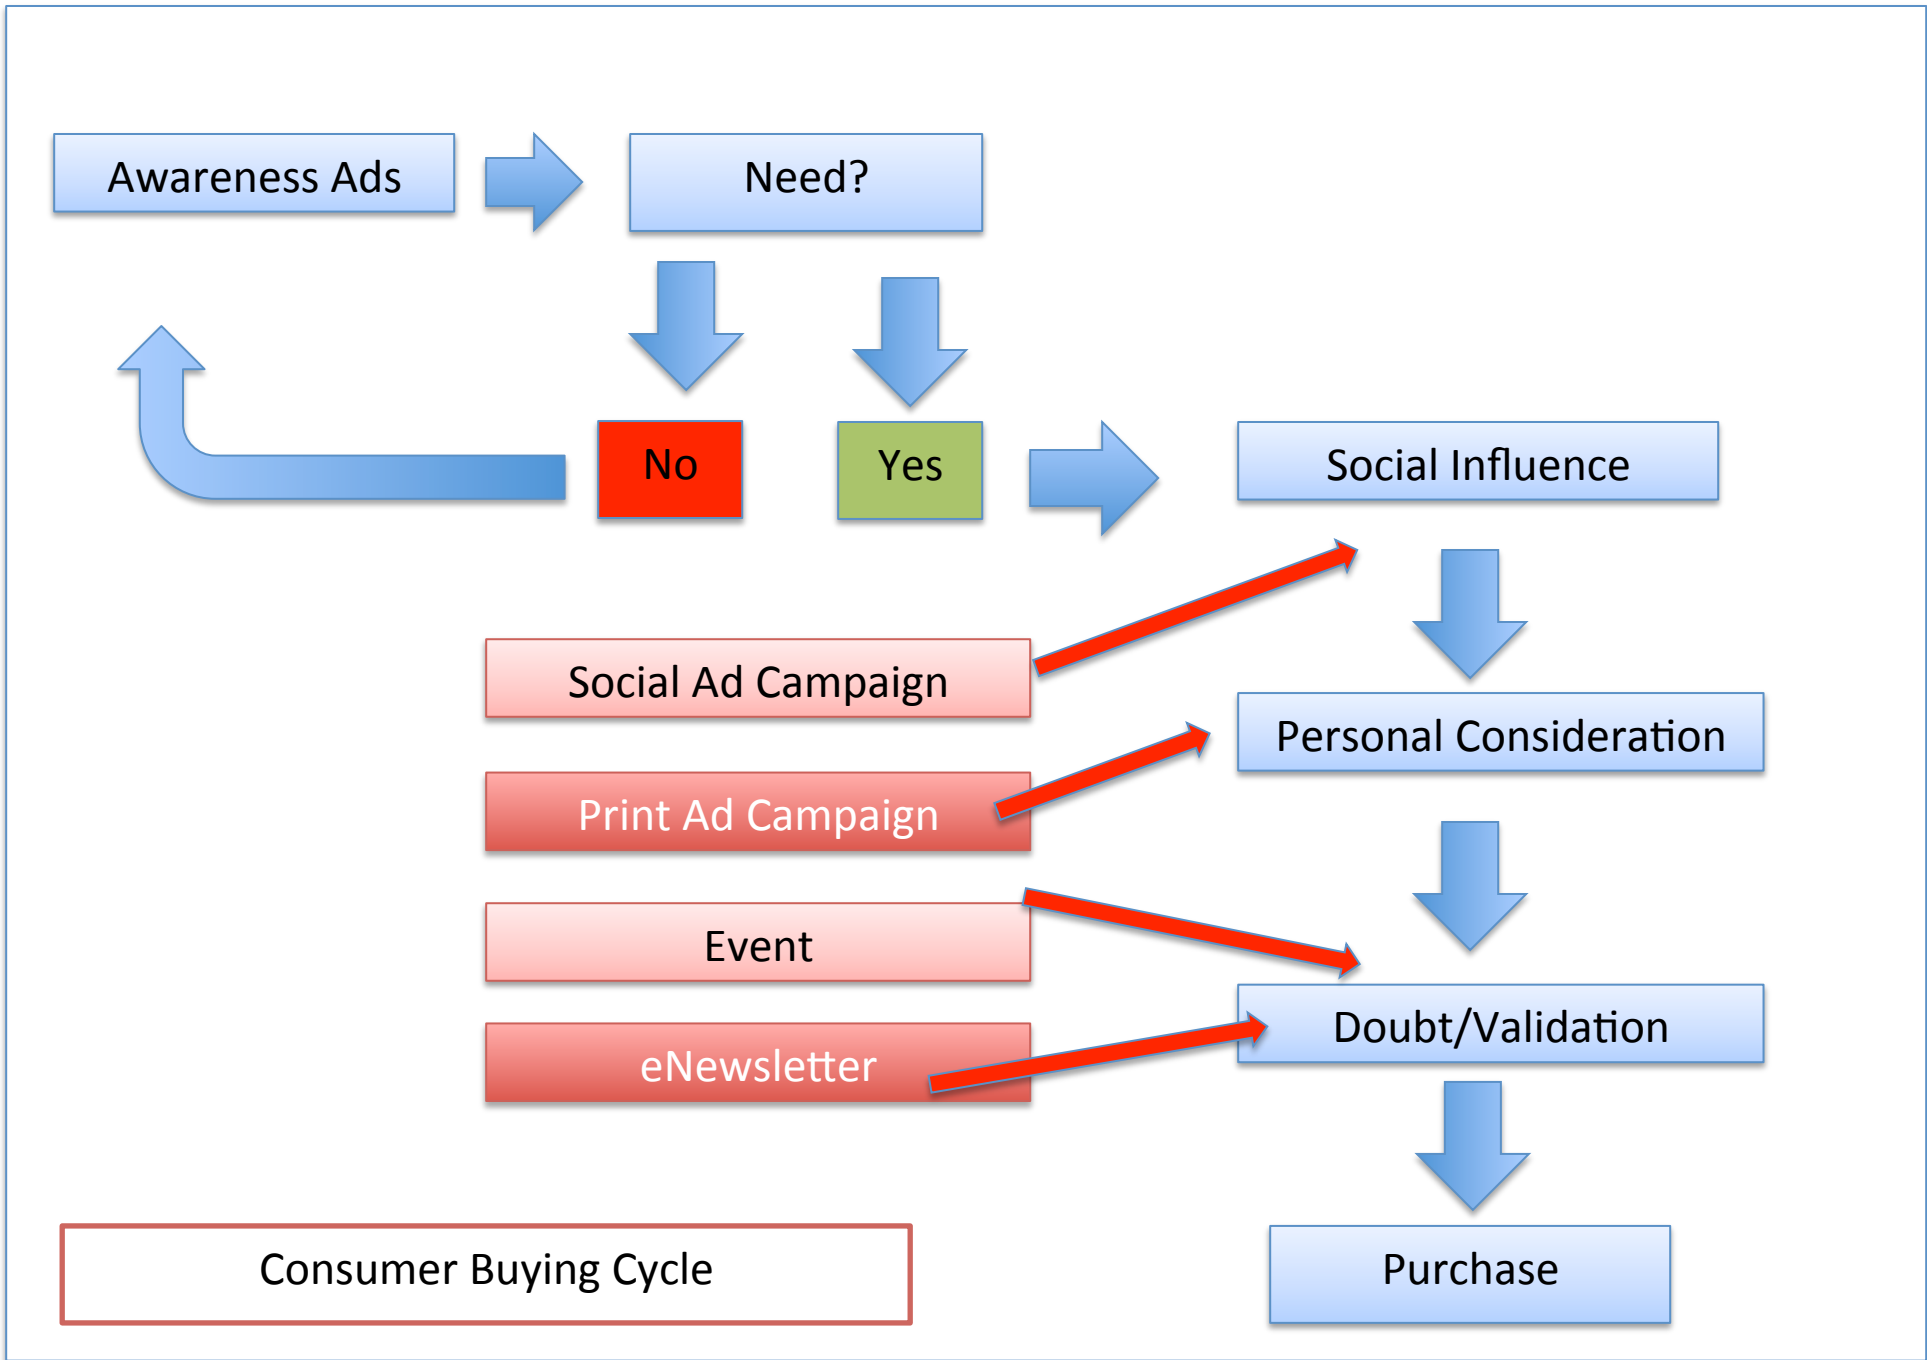 Awareness Ads
Need?
No
Yes
Social Influence
Social Ad Campaign
Personal Consideration
Print Ad Campaign
Event
Doubt/Validation
eNewsletter
Consumer Buying Cycle
Purchase